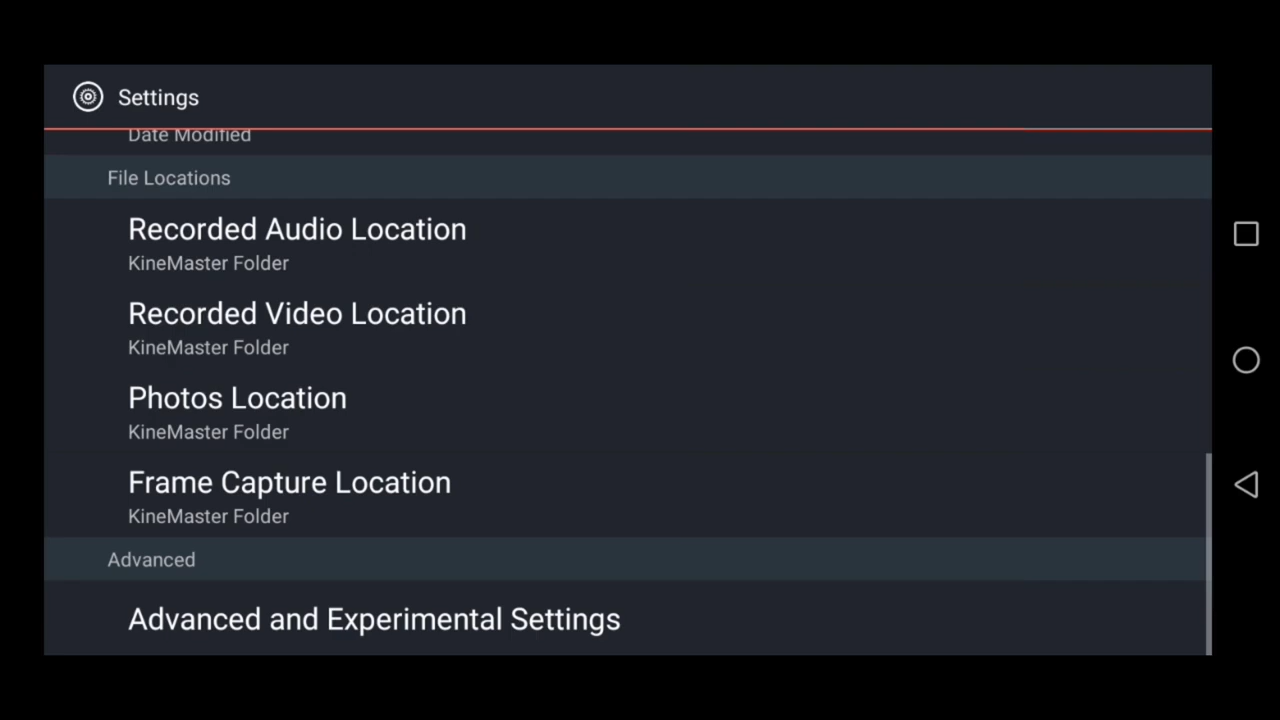 Settings
Date Modified
File Locations
Recorded Audio Location
KineMaster Folder
Recorded Video Location
KineMaster Folder
Photos Location
KineMaster Folder
Frame Capture Location
KineMaster Folder
Advanced
Advanced and Experimental Settings